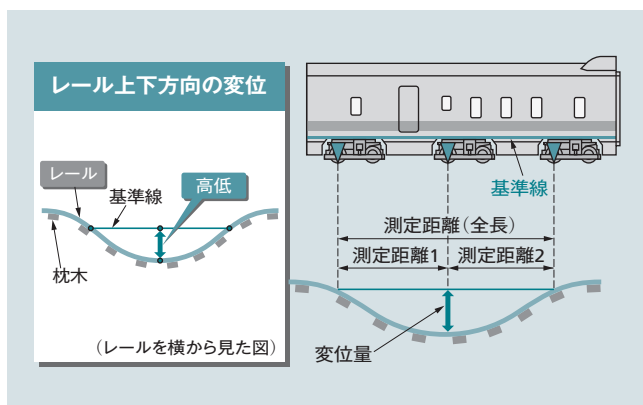 レール上下方向の変位
レール
基準線
高低
枕木
(レールを横から見た図)
基準線
測定距離(全長)
測定距離1
測定距離2
変位量